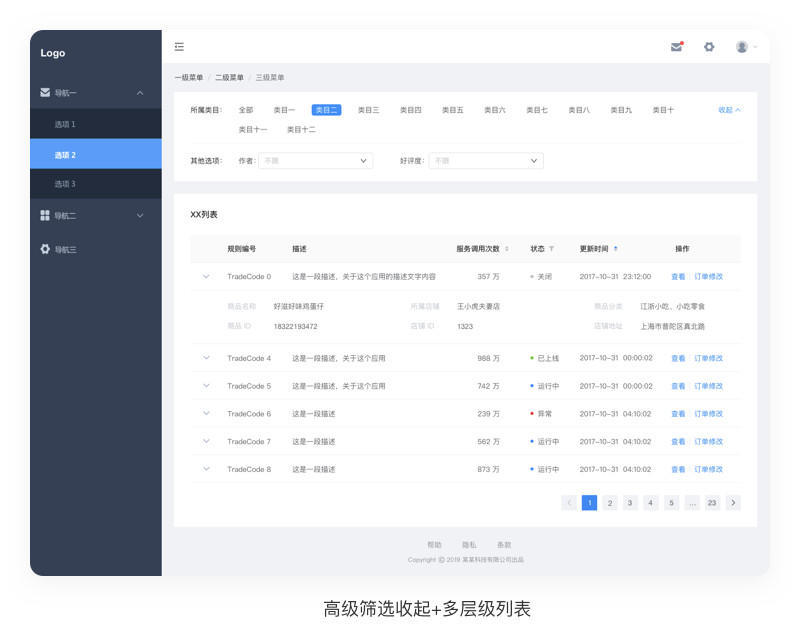 Logo
导航一
选项 1
选项 2
选项 3
导航二
导航三
一级菜单 / 二级菜单 / 三级菜单
所属类目: 全部 类目一 类目二 类目三 类目四 类目五 类目六 类目七 类目八 类目九 类目十 收起
类目十一 类目十二
其他选项: 作者: 不限 好评度: 不限
XX列表
规则编号 描述 服务调用次数 状态 更新时间 操作
TradeCode 0 这是一段描述，关于这个应用的描述文字内容 357 万 关闭 2017-10-31 23:12:00 查看 订单修改
商品名称 好滋好味鸡蛋仔 所属店铺 王小虎夫妻店 商品分类 江浙小吃、小吃零食
商品 ID 18322193472 店铺 ID 1323 店铺地址 上海市普陀区真北路
TradeCode 4 这是一段描述，关于这个应用 988 万 已上线 2017-10-31 00:00:02 查看 订单修改
TradeCode 5 这是一段描述，关于这个应用 742 万 运行中 2017-10-31 00:00:02 查看 订单修改
TradeCode 6 这是一段描述 239 万 异常 2017-10-31 04:10:02 查看 订单修改
TradeCode 7 这是一段描述 562 万 运行中 2017-10-31 04:10:02 查看 订单修改
TradeCode 8 这是一段描述 873 万 运行中 2017-10-31 04:10:02 查看 订单修改
< 1 2 3 4 5 ... 23 >
帮助 隐私 条款
Copyright © 2019 某某科技有限公司出品
高级筛选收起+多层级列表